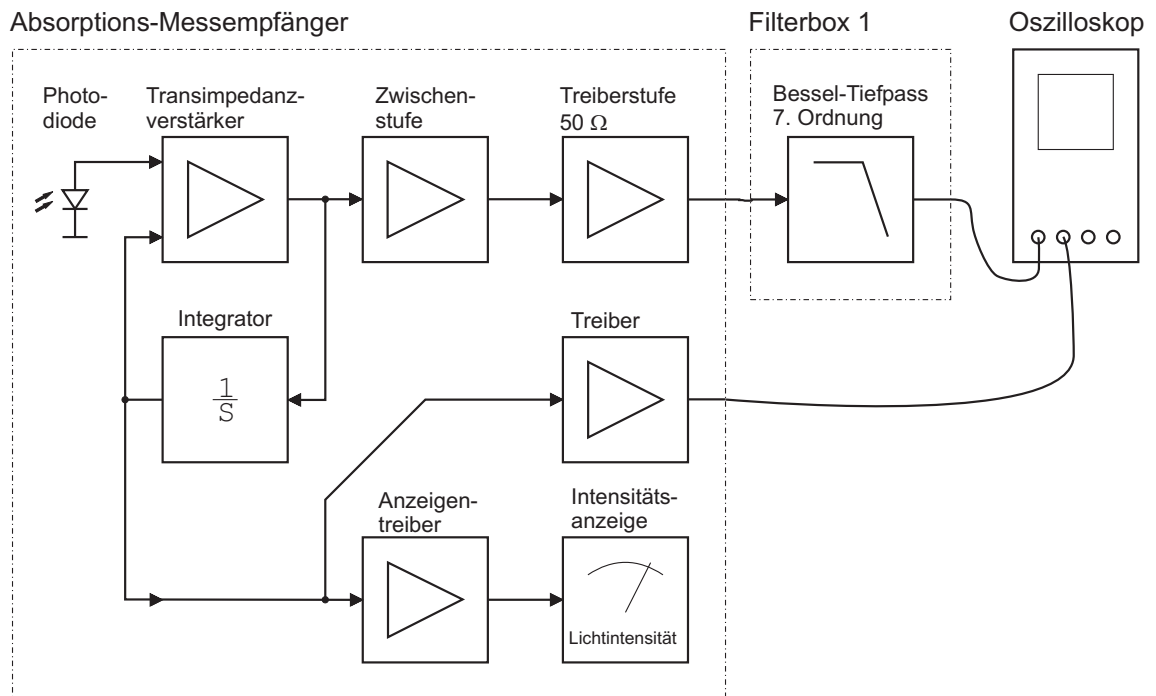 Absorptions-Messempfänger
Filterbox 1
Oszilloskop
Photo-
diode
Transimpedanz-
verstärker
Zwischen-
stufe
Treiberstufe
50 Ω
Bessel-Tiefpass
7. Ordnung
Integrator
1
S
Treiber
Anzeigen-
treiber
Intensitäts-
anzeige
Lichtintensität